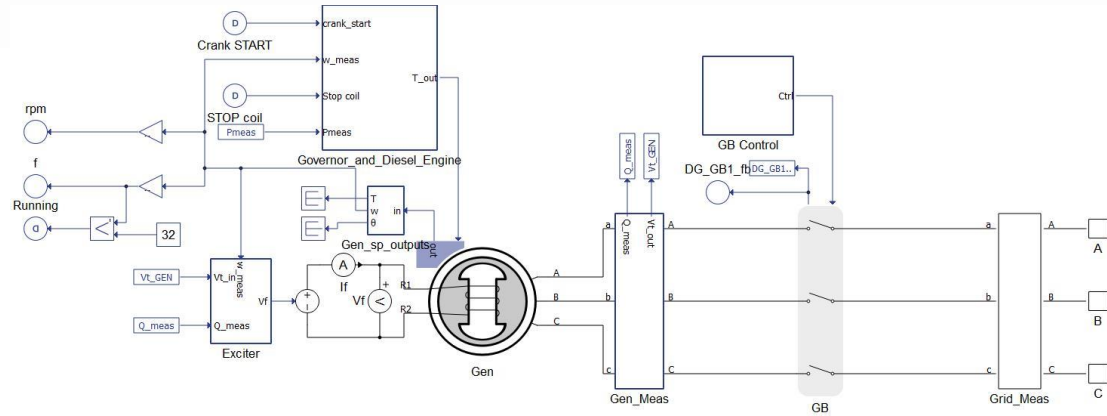 D
Crank START
crank_start
w_meas
T_out
D
STOP coil
Stop coil
Pmeas
Pmeas
Governor_and_Diesel_Engine
rpm
f
Running
32
T
w
θ
in
Gen_sp_outputs
out
Ctrl
GB Control
Q_meas
Vt_GEN
DG_GB1_fb
DG_GB1..
Vt_GEN
Vt_in
w_meas
Vf
Q_meas
Q_meas
Exciter
A
If
Vf
V
R1
R2
Gen
A
B
C
a
b
c
Q_meas
Vt_out
A
B
C
Gen_Meas
GB
a
b
c
A
B
C
Grid_Meas
A
B
C